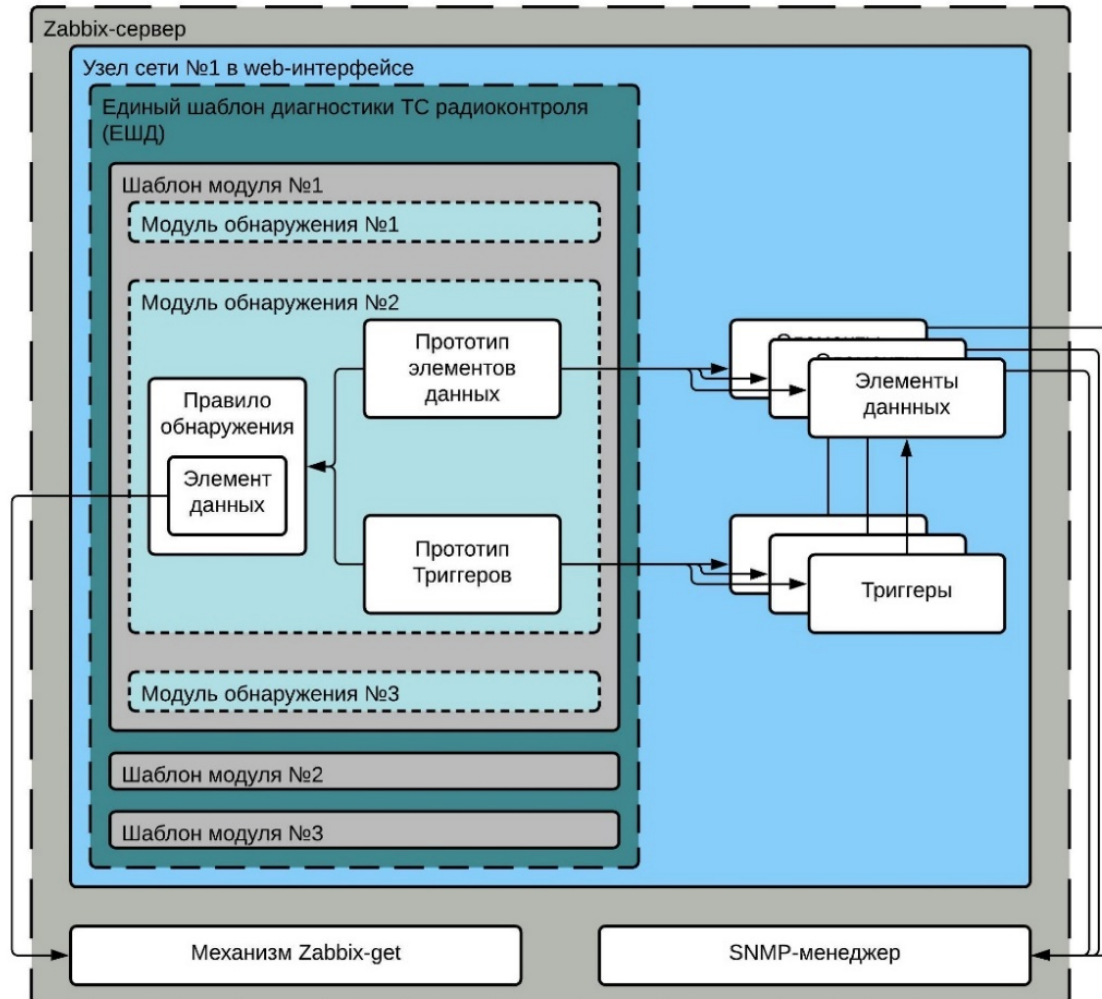 Zabbix-сервер
Узел сети №1 в web-интерфейсе
Единый шаблон диагностики ТС радиоконтроля
(ЕШД)
Шаблон модуля №1
Модуль обнаружения №1
Модуль обнаружения №2
Прототип
элементов
данных
Правило
обнаружения
Элемент
данных
Прототип
Триггеров
Элементы
даннных
Триггеры
Модуль обнаружения №3
Шаблон модуля №2
Шаблон модуля №3
Механизм Zabbix-get
SNMP-менеджер